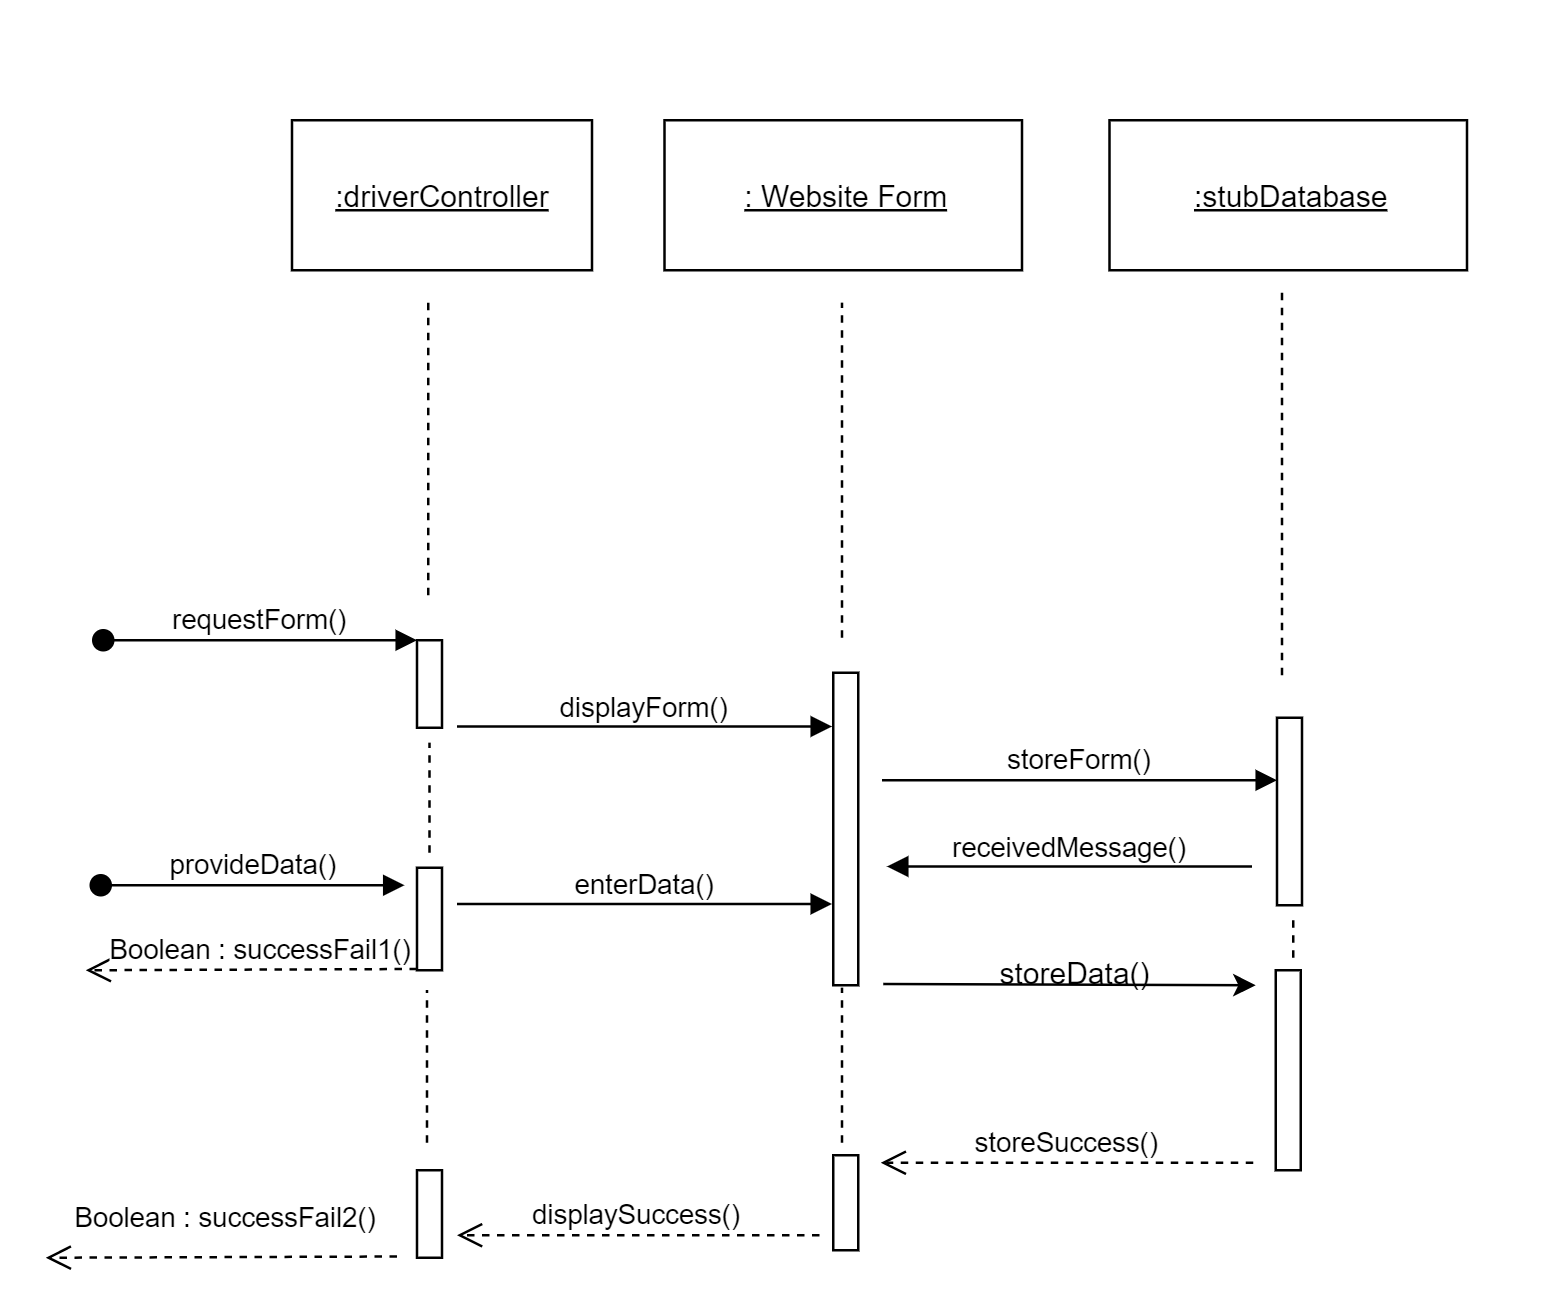 :driverController
: Website Form
:stubDatabase
requestForm()
displayForm()
storeForm()
receivedMessage()
provideData()
enterData()
Boolean : successFail1()
storeData()
storeSuccess()
displaySuccess()
Boolean : successFail2()